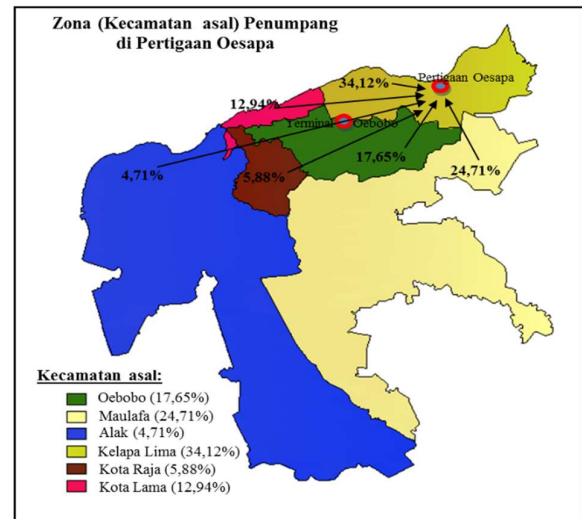 Zona (Kecamatan asal) Penumpang
di Pertigaan Oesapa
34,12%
Pertigaan Oesapa
12,94%
Terminal Oebobo
4,71%
5,88%
17,65%
24,71%
Kecamatan asal:
Oebobo (17,65%)
Maulafa (24,71%)
Alak (4,71%)
Kelapa Lima (34,12%)
Kota Raja (5,88%)
Kota Lama (12,94%)